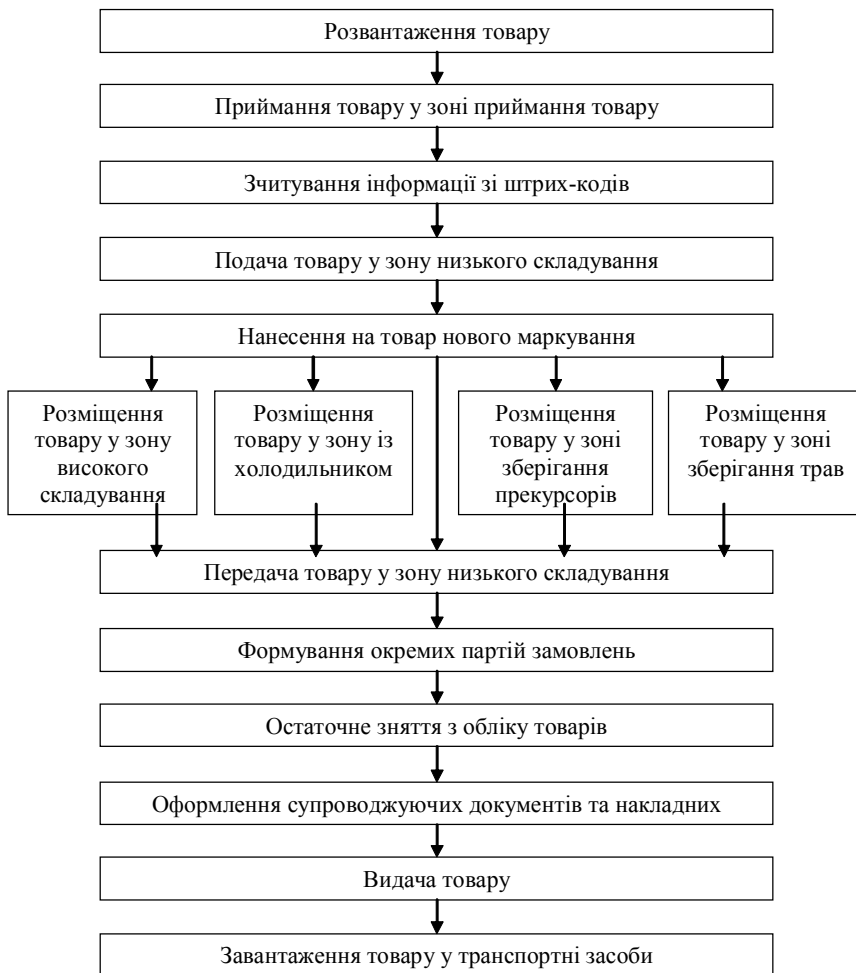 Розвантаження товару
Приймання товару у зоні приймання товару
Зчитування інформації зі штрих-кодів
Подача товару у зону низького складування
Нанесення на товар нового маркування
Розміщення
товару у зону
високого
складування
Розміщення
товару у зону із
холодильником
Розміщення
товару у зоні
зберігання
прекурсорів
Розміщення
товару у зоні
зберігання трав
Передача товару у зону низького складування
Формування окремих партій замовлень
Остаточне зняття з обліку товарів
Оформлення супроводжуючих документів та накладних
Видача товару
Завантаження товару у транспортні засоби